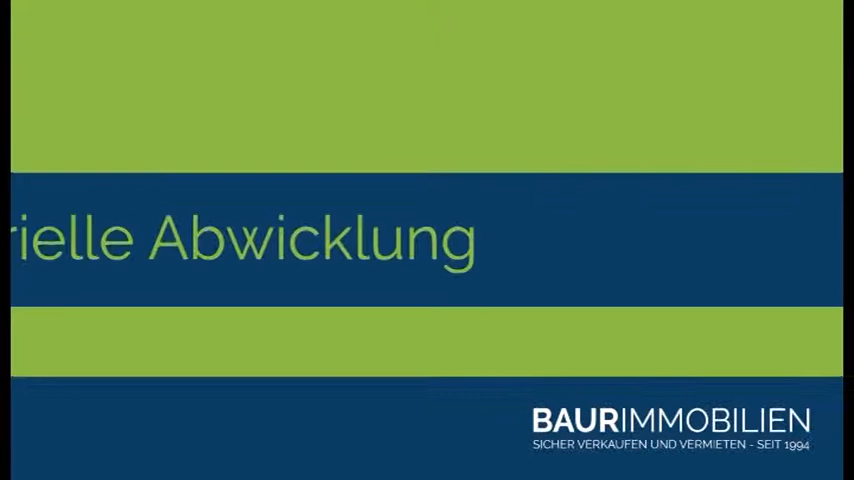 rielle Abwicklung
BAURIMMOBILIEN
SICHER VERKAUFEN UND VERMIETEN - SEIT 1994